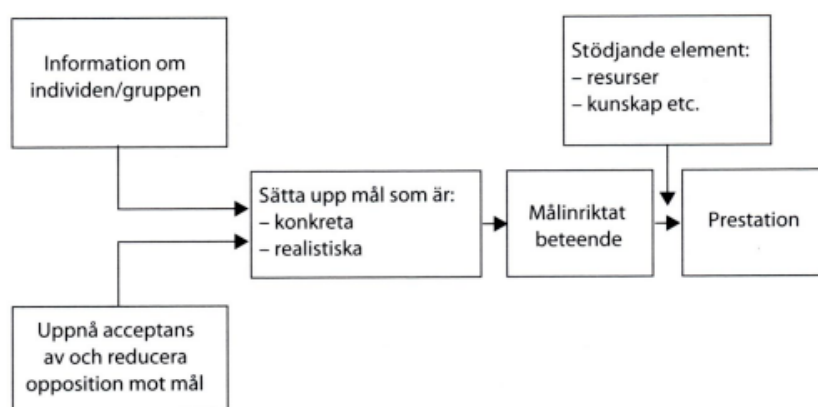 Information om
individen/gruppen
Stödjande element:
– resurser
– kunskap etc.
Sätta upp mål som är:
– konkreta
– realistiska
Målinriktat
beteende
Prestation
Uppnå acceptans
av och reducera
opposition mot mål